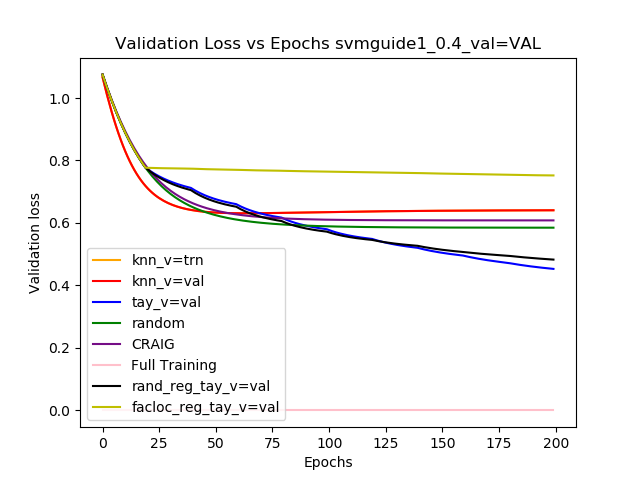 Validation Loss vs Epochs svmguide1_0.4_val=VAL
Validation loss
1.0
0.8
0.6
0.4
0.2
0.0
knn_v=trn
knn_v=val
tay_v=val
random
CRAIG
Full Training
rand_reg_tay_v=val
facloc_reg_tay_v=val
0 25 50 75 100 125 150 175 200
Epochs